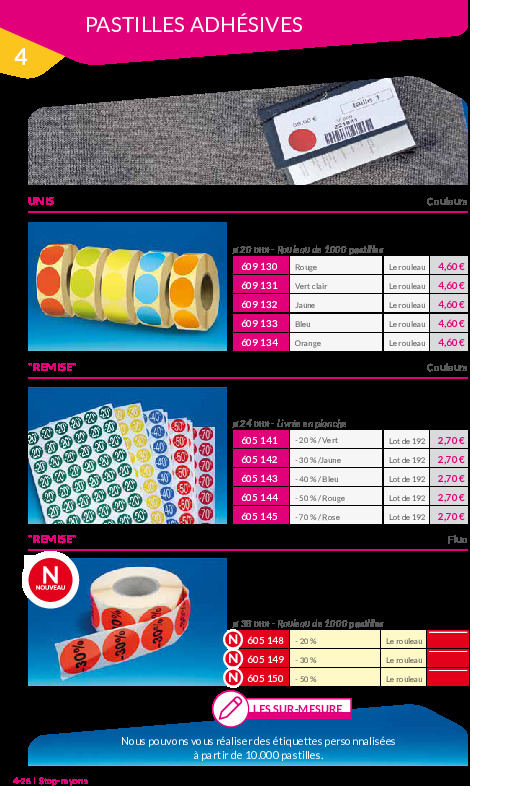 PASTILLES ADHÉSIVES
4
UNIS Couleurs
ø 20 mm - Rouleau de 1000 pastilles
609 130 Rouge Le rouleau 4,60 €
609 131 Vert clair Le rouleau 4,60 €
609 132 Jaune Le rouleau 4,60 €
609 133 Bleu Le rouleau 4,60 €
609 134 Orange Le rouleau 4,60 €
"REMISE" Couleurs
ø 24 mm - Livrée en planche
605 141 - 20 % / Vert Lot de 192 2,70 €
605 142 - 30 % /Jaune Lot de 192 2,70 €
605 143 - 40 % / Bleu Lot de 192 2,70 €
605 144 - 50 % / Rouge Lot de 192 2,70 €
605 145 - 70 % / Rose Lot de 192 2,70 €
"REMISE" Fluo
N
NOUVEAU
-30% -30% -30%
ø 36 mm - Rouleau de 1000 pastilles
N 605 148 - 20 % Le rouleau
N 605 149 - 30 % Le rouleau
N 605 150 - 50 % Le rouleau
LES SUR-MESURE
Nous pouvons vous réaliser des étiquettes personnalisées
à partir de 10.000 pastilles.
4-26 | Stop-rayons